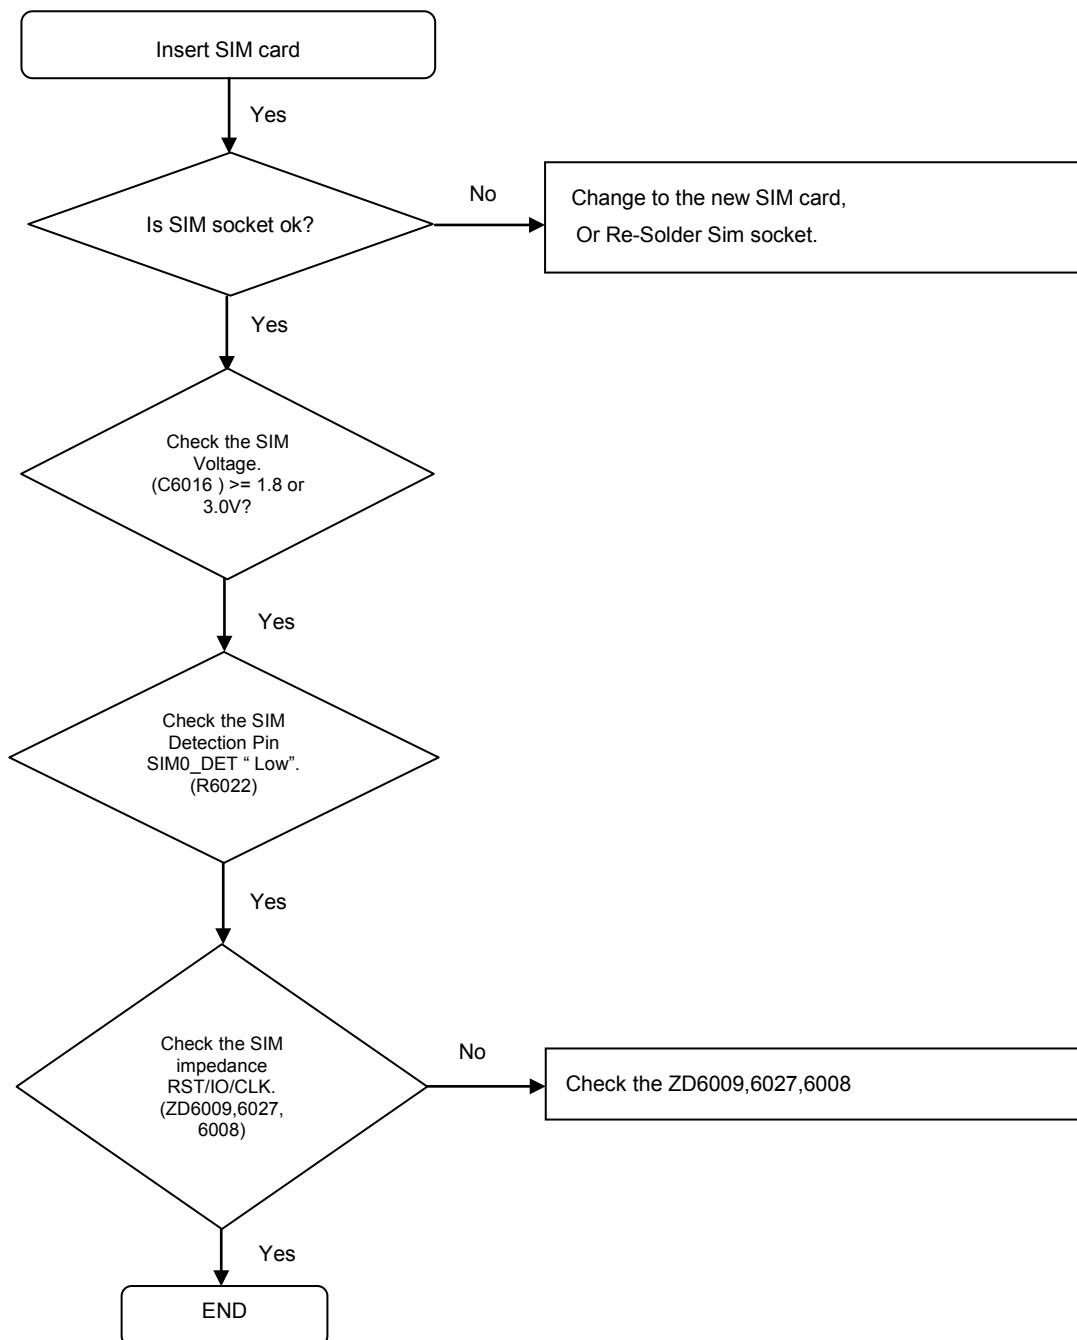 Insert SIM card
Yes
Is SIM socket ok?
No
Change to the new SIM card,
Or Re-Solder Sim socket.
Yes
Check the SIM
Voltage.
(C6016 ) >= 1.8 or
3.0V?
Yes
Check the SIM
Detection Pin
SIM0_DET “ Low”.
(R6022)
Yes
Check the SIM
impedance
RST/IO/CLK.
(ZD6009,6027,
6008)
No
Check the ZD6009,6027,6008
Yes
END